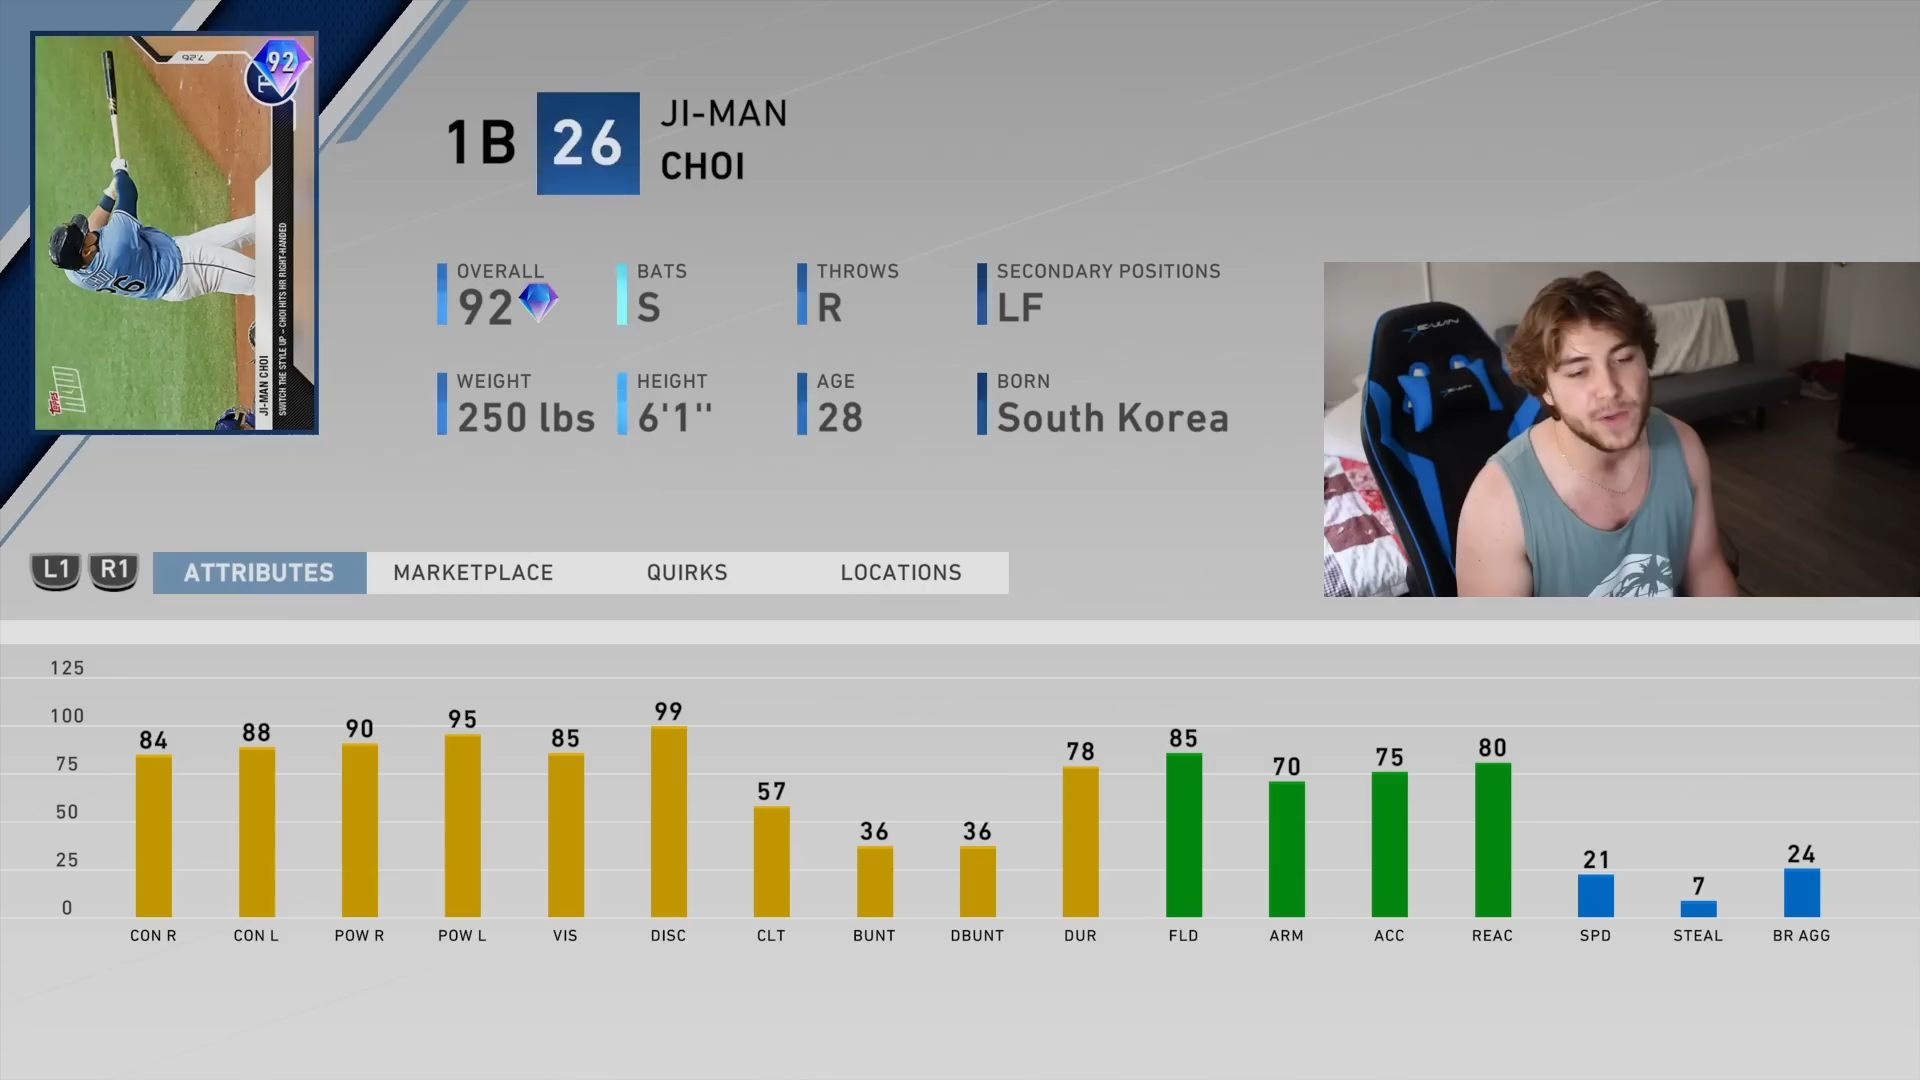 92
7.26
JI-MAN CHOI
SWITCH THE STYLE UP – CHOI HITS HR RIGHT-HANDED
topps
NOW
1B 26 JI-MAN
CHOI
OVERALL BATS THROWS SECONDARY POSITIONS
92 S R LF
WEIGHT HEIGHT AGE BORN
250 lbs 6'1'' 28 South Korea
L1 R1 ATTRIBUTES MARKETPLACE QUIRKS LOCATIONS
125
100
75
50
25
0
84 88 90 95 85 99 57 36 36 78 85 70 75 80 21 7 24
CON R CON L POW R POW L VIS DISC CLT BUNT DBUNT DUR FLD ARM ACC REAC SPD STEAL BR AGG